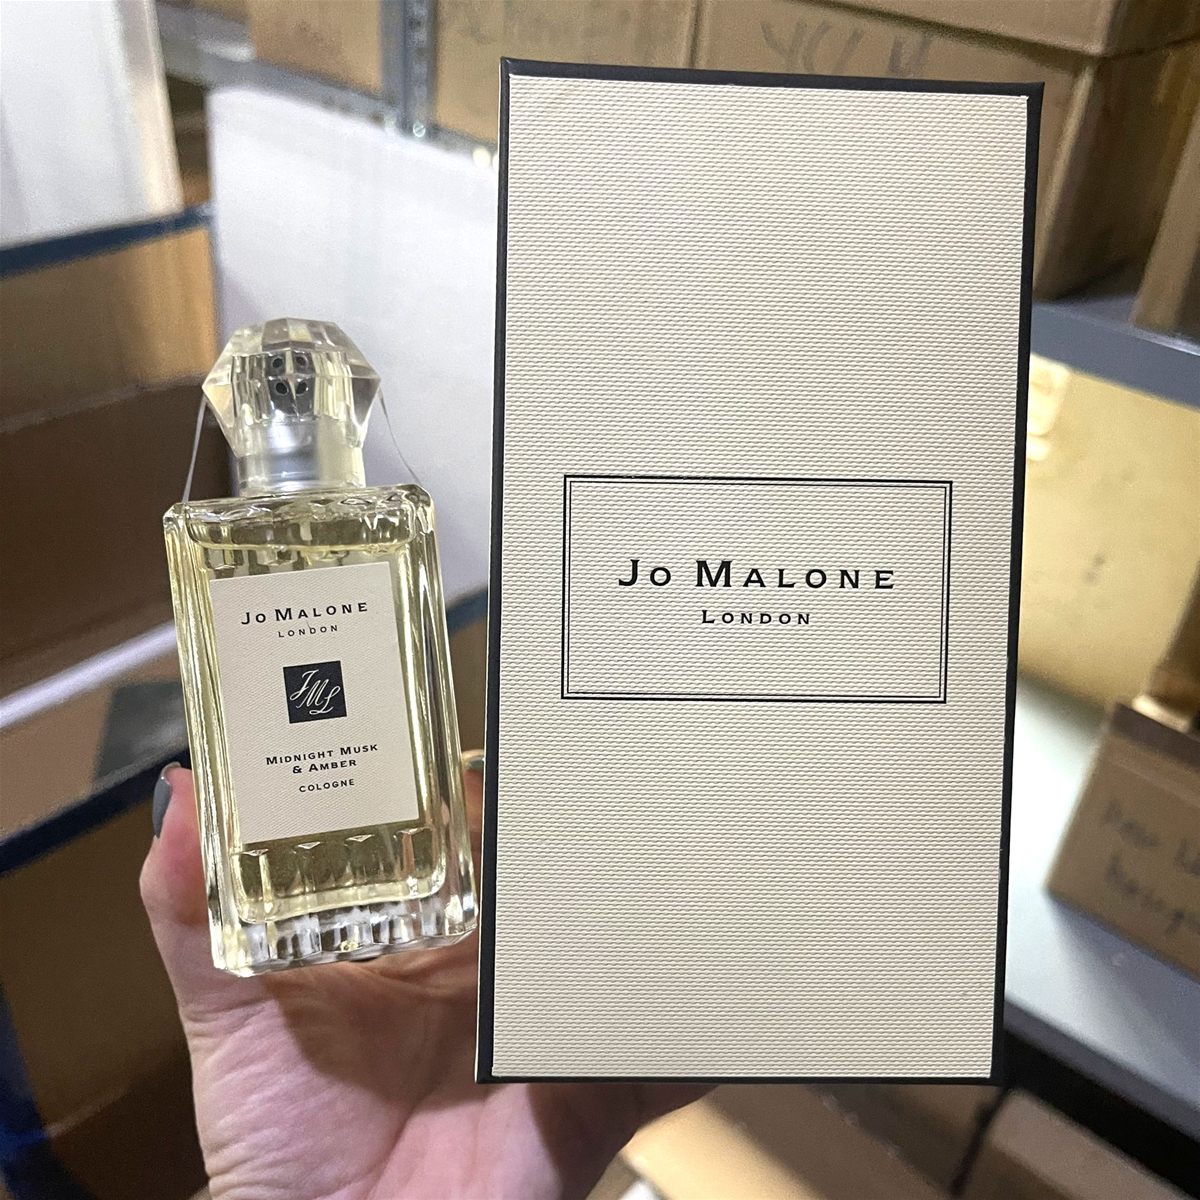 Jo Malone
London
JML
Midnight Musk
& Amber
Cologne
Jo Malone
London